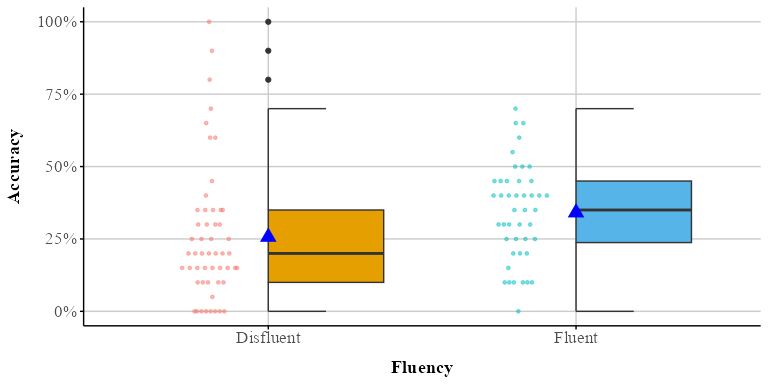 100%
75%
50%
25%
0%
Accuracy
Disfluent
Fluent
Fluency